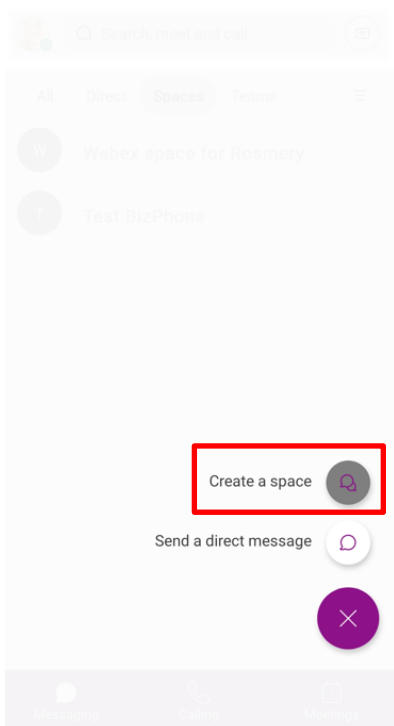 Search, meet and call
All Direct Spaces Teams
W Webex space for Rosmery
T Test BizPhone
Create a space
Send a direct message
Messaging Calling Meetings